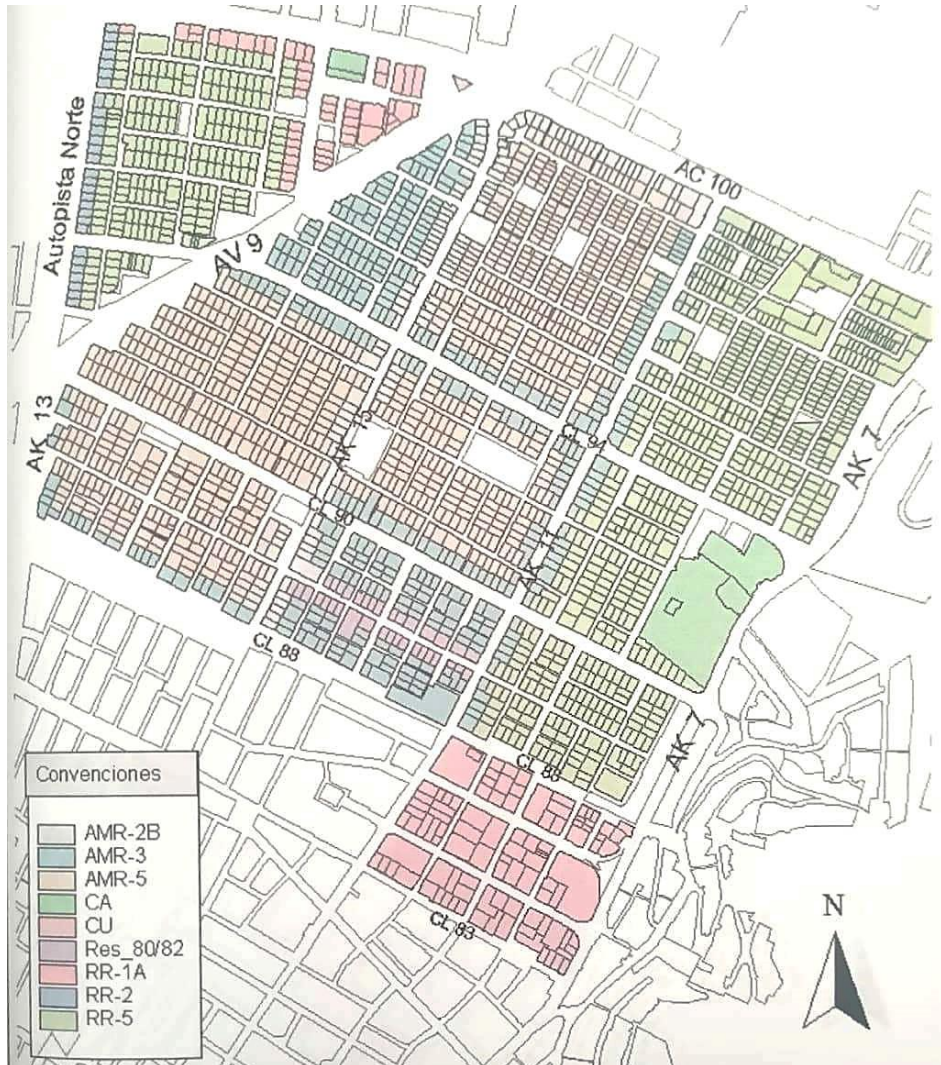 Autopista Norte
AC 100
AV 9
AK 13
AK 13
CL 94
AK 7
CL 90
AK 11
CL 88
AK 7
CL 88
CL 83
Convenciones
AMR-2B
AMR-3
AMR-5
CA
CU
Res_80/82
RR-1A
RR-2
RR-5
N